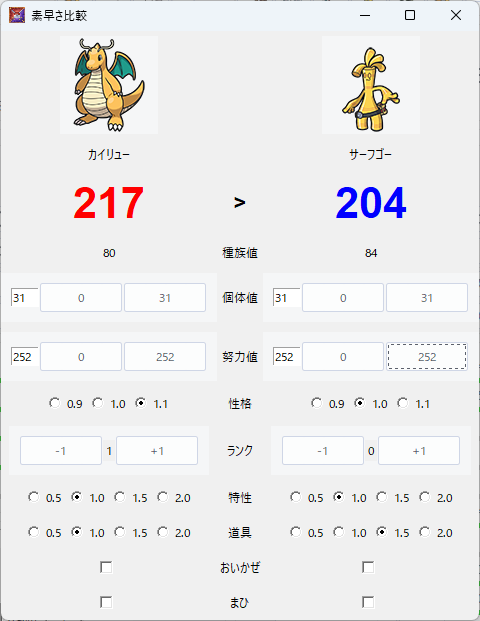 素早さ比較
カイリュー サーフゴー
217 > 204
80 種族値 84
31 0 31 個体値 31 0 31
252 0 252 努力値 252 0 252
0.9 1.0 1.1 性格 0.9 1.0 1.1
-1 1 +1 ランク -1 0 +1
0.5 1.0 1.5 2.0 特性 0.5 1.0 1.5 2.0
0.5 1.0 1.5 2.0 道具 0.5 1.0 1.5 2.0
おいかぜ
まひ